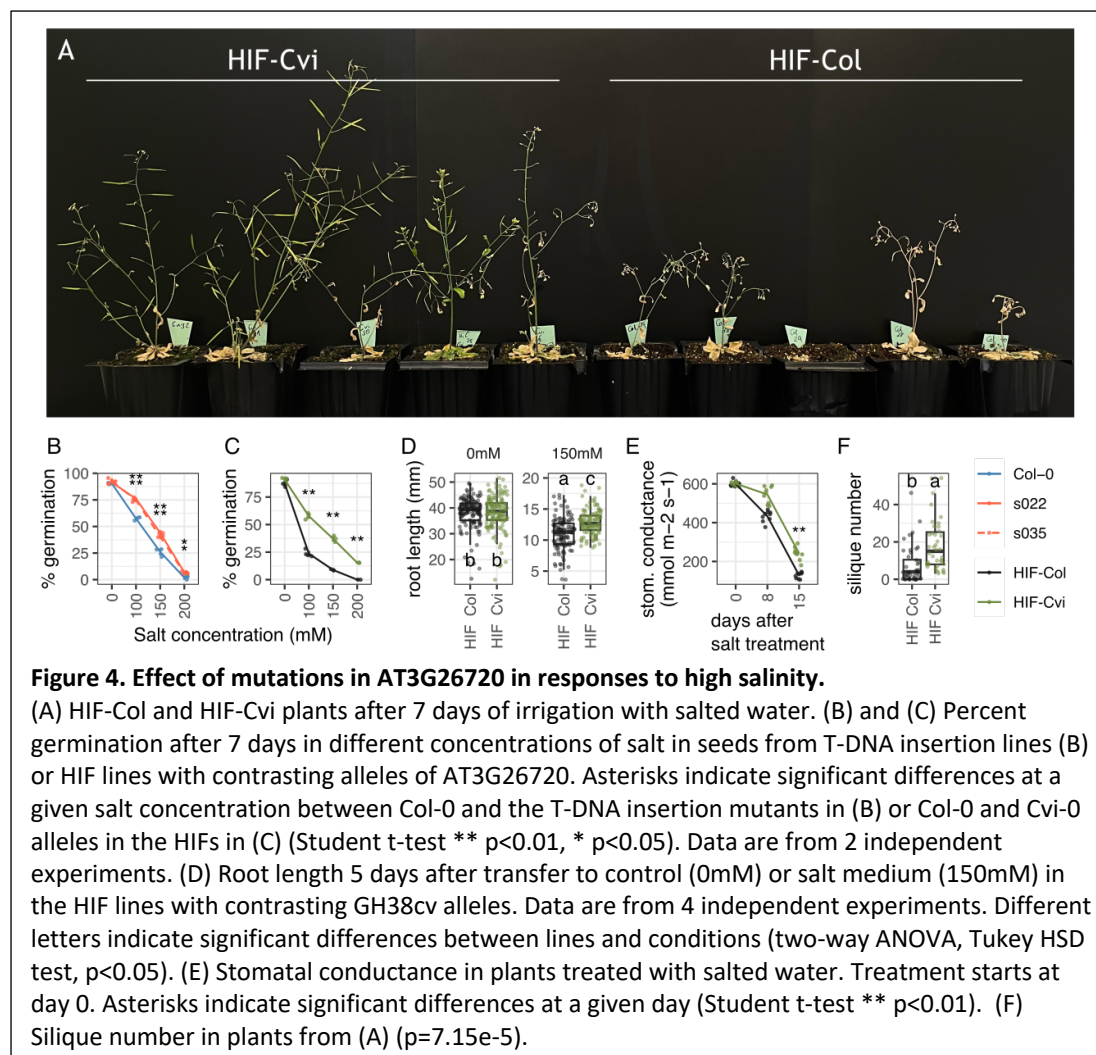 A
HIF-Cvi
HIF-Col
B
% germination
100
75
50
25
0
0
100
150
200
**
**
**
**
*
*
C
% germination
75
50
25
0
0
100
150
200
**
**
**
Salt concentration (mM)
D
root length (mm)
0mM
150mM
50
40
30
20
20
15
10
5
b
b
a
c
HIF Col
HIF Cvi
HIF Col
HIF Cvi
E
stom. conductance
(mmol m−2 s−1)
600
400
200
0
8
15
**
days after
salt treatment
F
silique number
40
20
0
b
a
HIF Col
HIF Cvi
Col−0
s022
s035
HIF-Col
HIF-Cvi
Figure 4. Effect of mutations in AT3G26720 in responses to high salinity.
(A) HIF-Col and HIF-Cvi plants after 7 days of irrigation with salted water. (B) and (C) Percent
germination after 7 days in different concentrations of salt in seeds from T-DNA insertion lines (B)
or HIF lines with contrasting alleles of AT3G26720. Asterisks indicate significant differences at a
given salt concentration between Col-0 and the T-DNA insertion mutants in (B) or Col-0 and Cvi-0
alleles in the HIFs in (C) (Student t-test ** p<0.01, * p<0.05). Data are from 2 independent
experiments. (D) Root length 5 days after transfer to control (0mM) or salt medium (150mM) in
the HIF lines with contrasting GH38cv alleles. Data are from 4 independent experiments. Different
letters indicate significant differences between lines and conditions (two-way ANOVA, Tukey HSD
test, p<0.05). (E) Stomatal conductance in plants treated with salted water. Treatment starts at
day 0. Asterisks indicate significant differences at a given day (Student t-test ** p<0.01). (F)
Silique number in plants from (A) (p=7.15e-5).